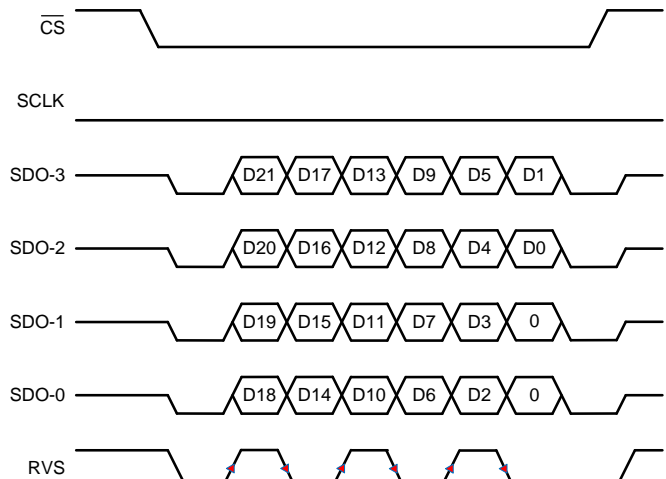 C̅S̅
SCLK
SDO-3 D21 D17 D13 D9 D5 D1
SDO-2 D20 D16 D12 D8 D4 D0
SDO-1 D19 D15 D11 D7 D3 0
SDO-0 D18 D14 D10 D6 D2 0
RVS